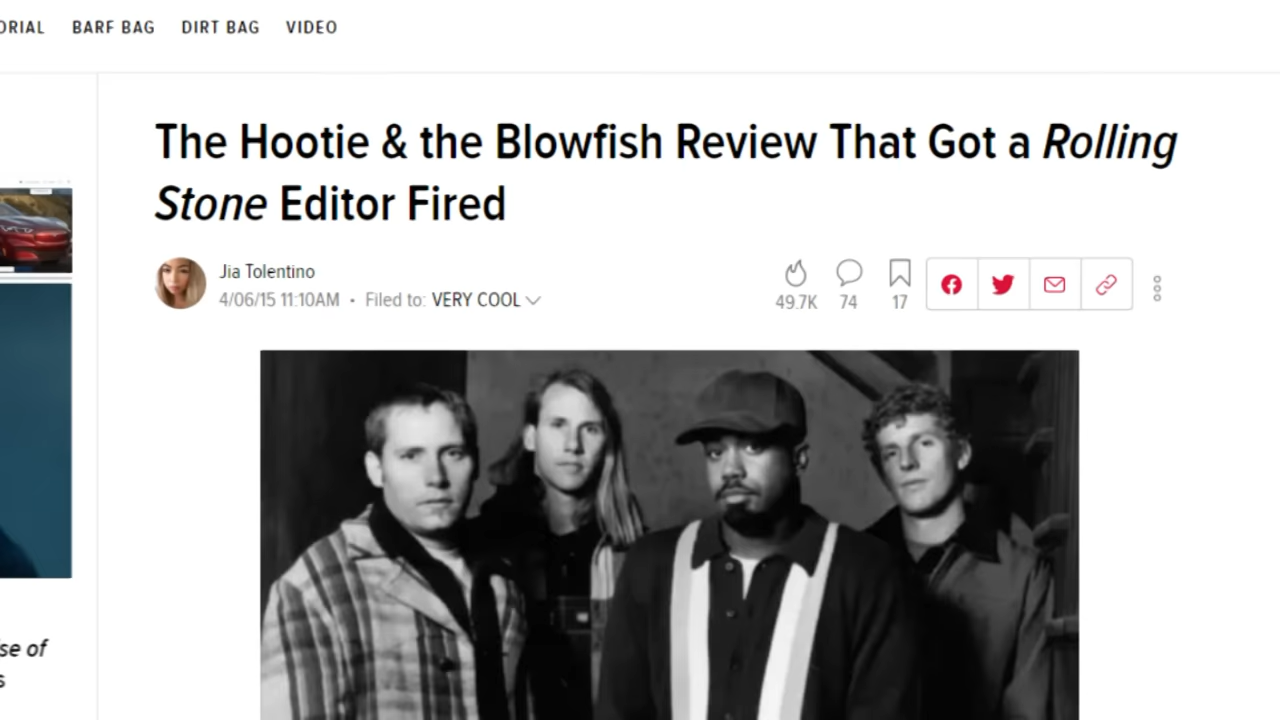 ORIAL BARF BAG DIRT BAG VIDEO
The Hootie & the Blowfish Review That Got a Rolling
Stone Editor Fired
Jia Tolentino
4/06/15 11:10AM • Filed to: VERY COOL
49.7K 74 17
se of
s